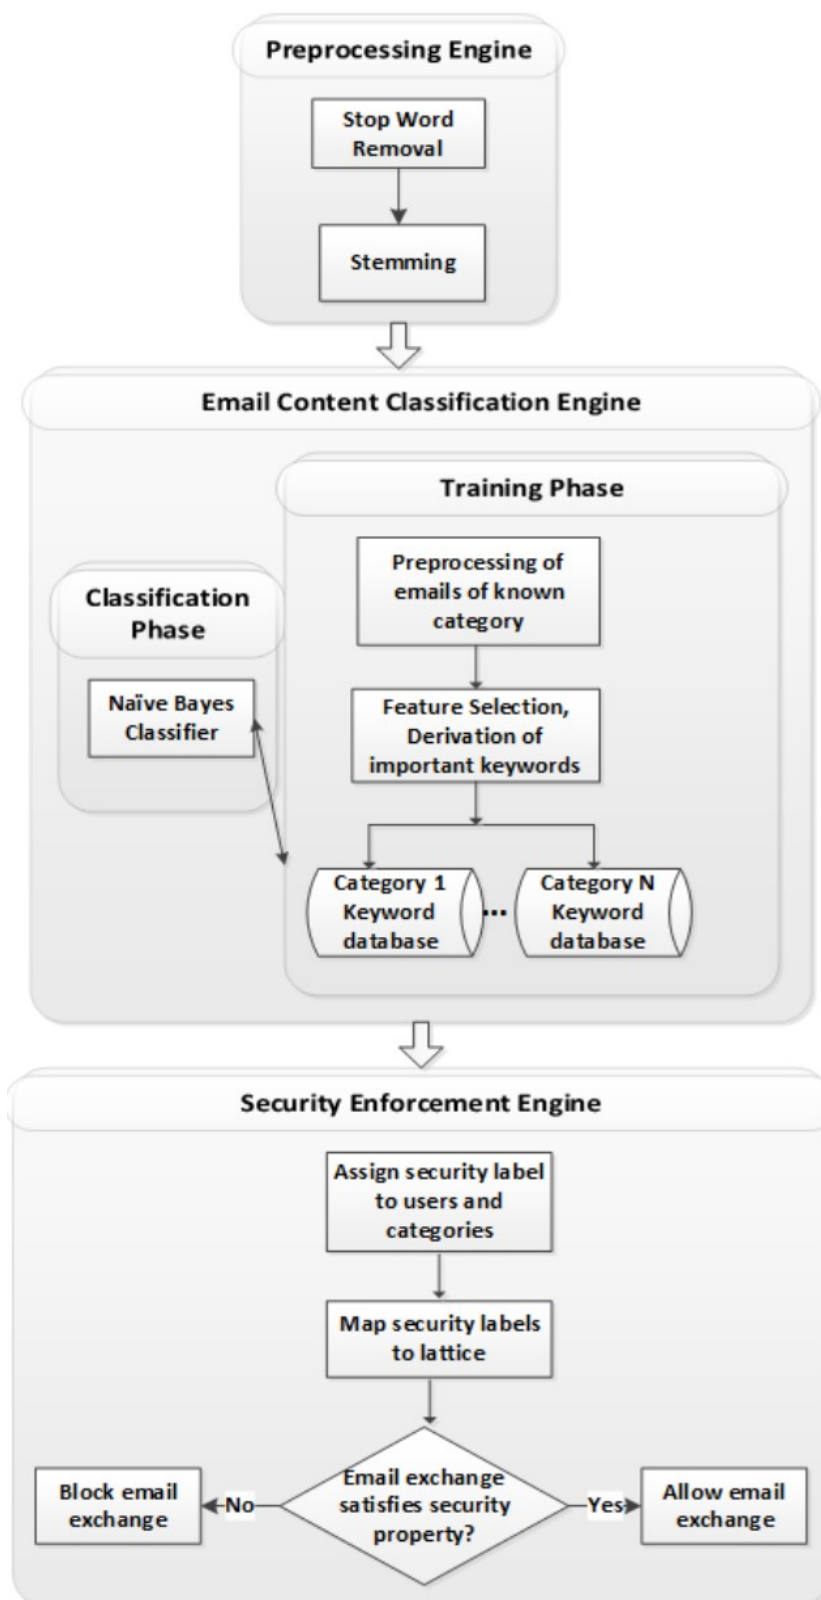 Preprocessing Engine
Stop Word
Removal
Stemming
Email Content Classification Engine
Training Phase
Preprocessing of
emails of known
category
Classification
Phase
Naïve Bayes
Classifier
Feature Selection,
Derivation of
important keywords
Category 1
Keyword
database
...
Category N
Keyword
database
Security Enforcement Engine
Assign security label
to users and
categories
Map security labels
to lattice
Email exchange
satisfies security
property?
No
Block email
exchange
Yes
Allow email
exchange